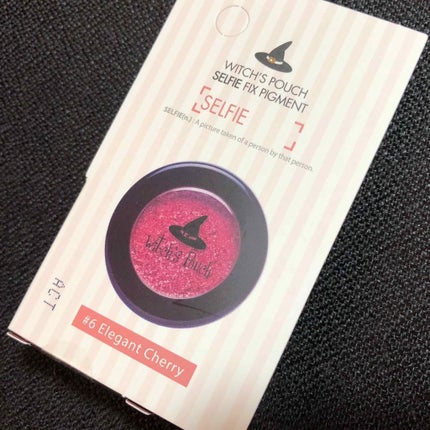 WITCH'S POUCH
SELFIE FIX PIGMENT
SELFIE
SELFIE(n.) : A picture taken of a person by that person.
witch's Pouch
ACT
#6 Elegant Cherry